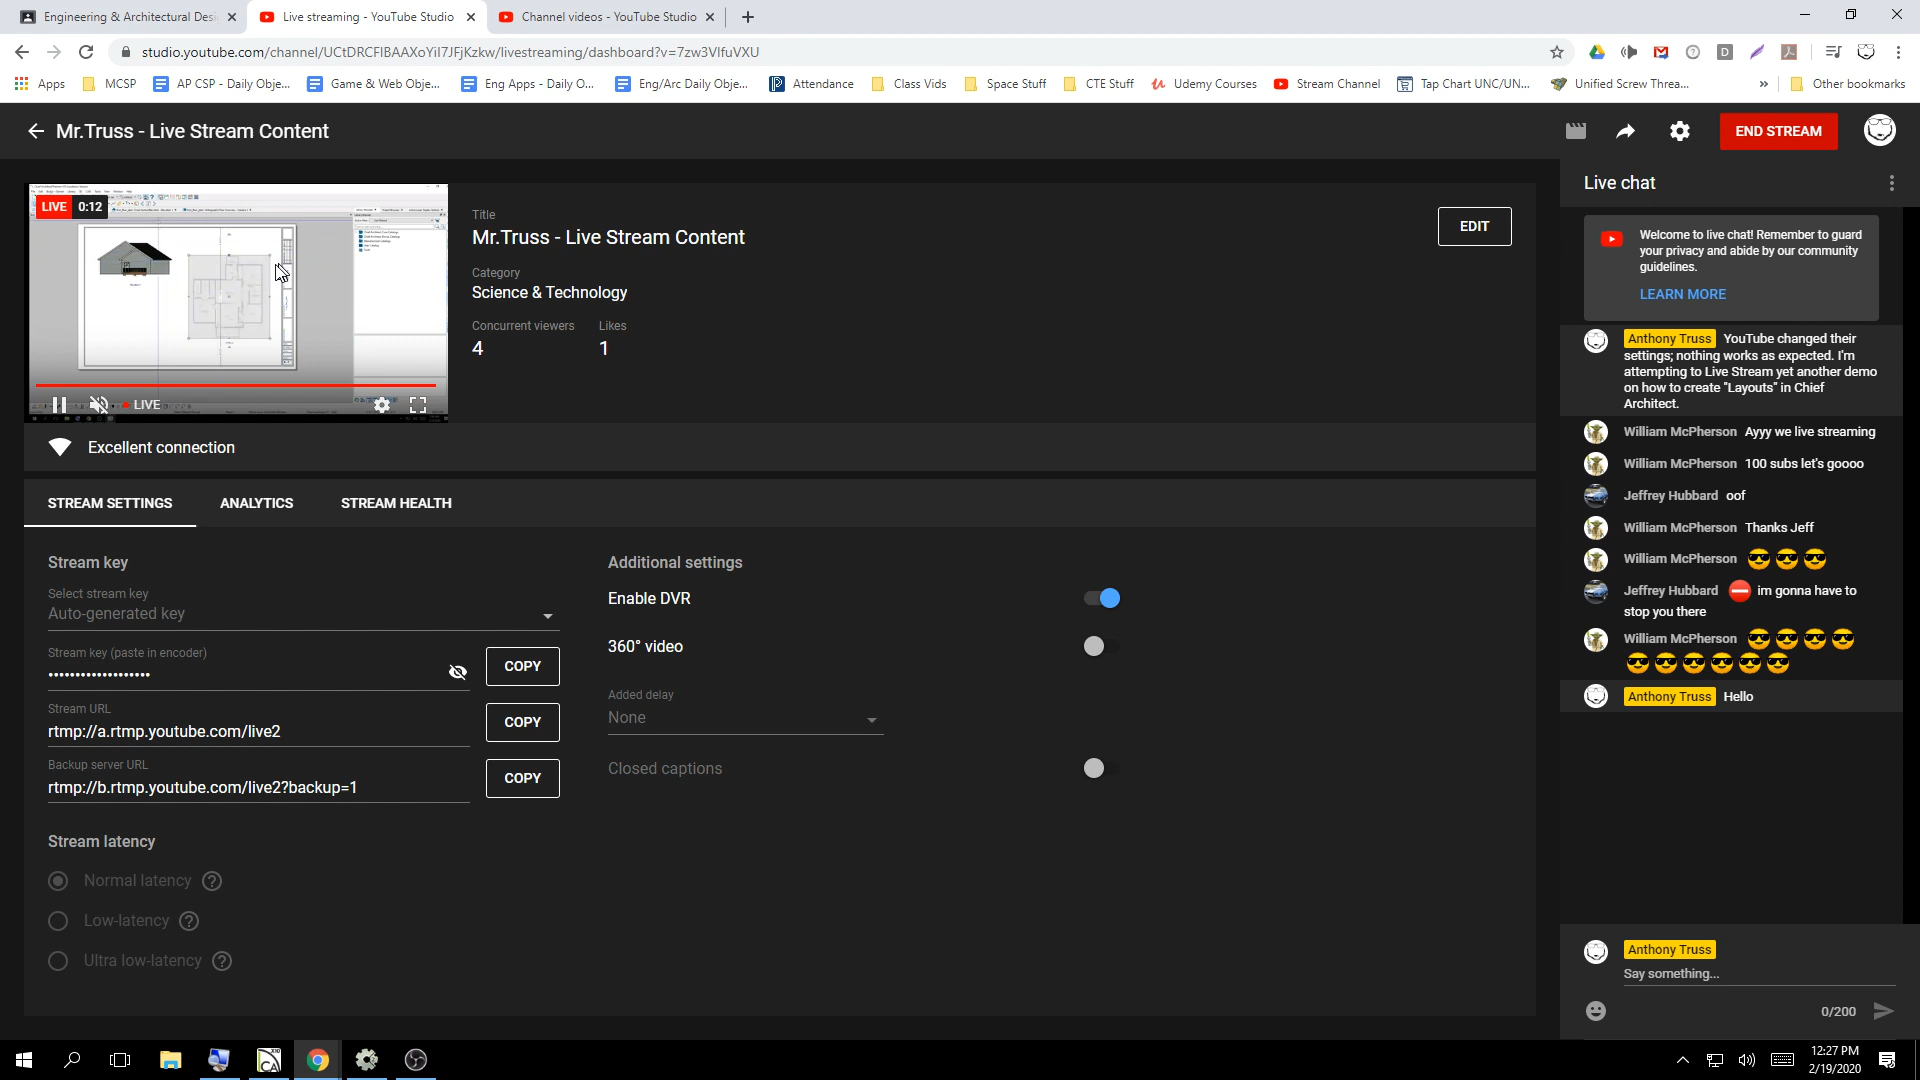 Engineering & Architectural Desi
Live streaming - YouTube Studio
Channel videos - YouTube Studio
studio.youtube.com/channel/UCtDRCFIBAAXoYil7JFjKzkw/livestreaming/dashboard?v=7zw3VIfuVXU
Apps
MCSP
AP CSP - Daily Obje...
Game & Web Obje...
Eng Apps - Daily O...
Eng/Arc Daily Obje...
Attendance
Class Vids
Space Stuff
CTE Stuff
Udemy Courses
Stream Channel
Tap Chart UNC/UN...
Unified Screw Threa...
»
Other bookmarks
Mr.Truss - Live Stream Content
END STREAM
LIVE 0:12
LIVE
Title
Mr.Truss - Live Stream Content
EDIT
Category
Science & Technology
Concurrent viewers
Likes
4
1
Excellent connection
STREAM SETTINGS
ANALYTICS
STREAM HEALTH
Stream key
Select stream key
Auto-generated key
Stream key (paste in encoder)
•••••••••••••••••••
COPY
Stream URL
rtmp://a.rtmp.youtube.com/live2
COPY
Backup server URL
rtmp://b.rtmp.youtube.com/live2?backup=1
COPY
Stream latency
Normal latency
Low-latency
Ultra low-latency
Additional settings
Enable DVR
360° video
Added delay
None
Closed captions
Live chat
Welcome to live chat! Remember to guard
your privacy and abide by our community
guidelines.
LEARN MORE
Anthony Truss YouTube changed their
settings; nothing works as expected. I'm
attempting to Live Stream yet another demo
on how to create "Layouts" in Chief
Architect.
William McPherson Ayyy we live streaming
William McPherson 100 subs let's goooo
Jeffrey Hubbard oof
William McPherson Thanks Jeff
William McPherson 😎😎😎
Jeffrey Hubbard ⛔ im gonna have to
stop you there
William McPherson 😎😎😎😎
😎😎😎😎😎😎
Anthony Truss Hello
Anthony Truss
Say something...
0/200
12:27 PM
2/19/2020